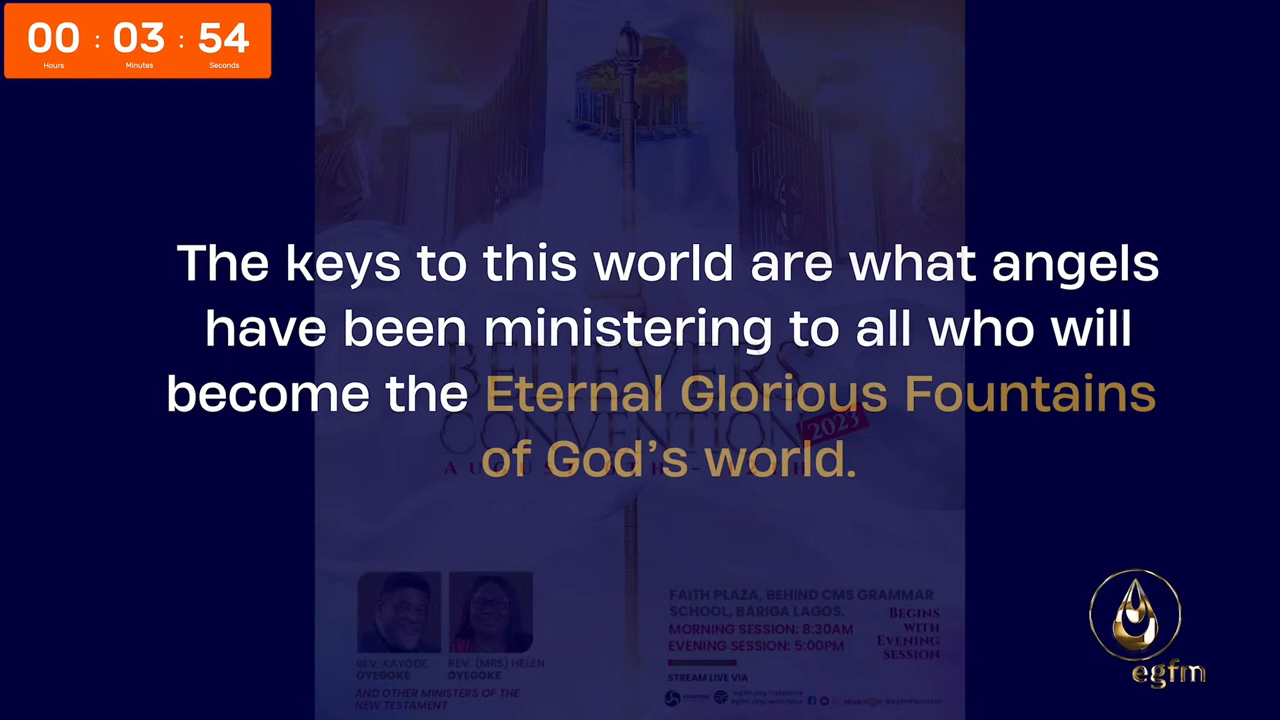 00 : 03 : 54
Hours Minutes Seconds
The keys to this world are what angels
have been ministering to all who will
become the Eternal Glorious Fountains
of God's world.
BELIEVERS'
CONVENTION 2023
REV. KAYODE
OYEGOKE
REV. (MRS) HELEN
OYEGOKE
AND OTHER MINISTERS OF THE
NEW TESTAMENT
FAITH PLAZA, BEHIND CMS GRAMMAR
SCHOOL, BARIGA LAGOS.
MORNING SESSION: 8:30AM
EVENING SESSION: 5:00PM
BEGINS
WITH
EVENING
SESSION
STREAM LIVE VIA
egfm